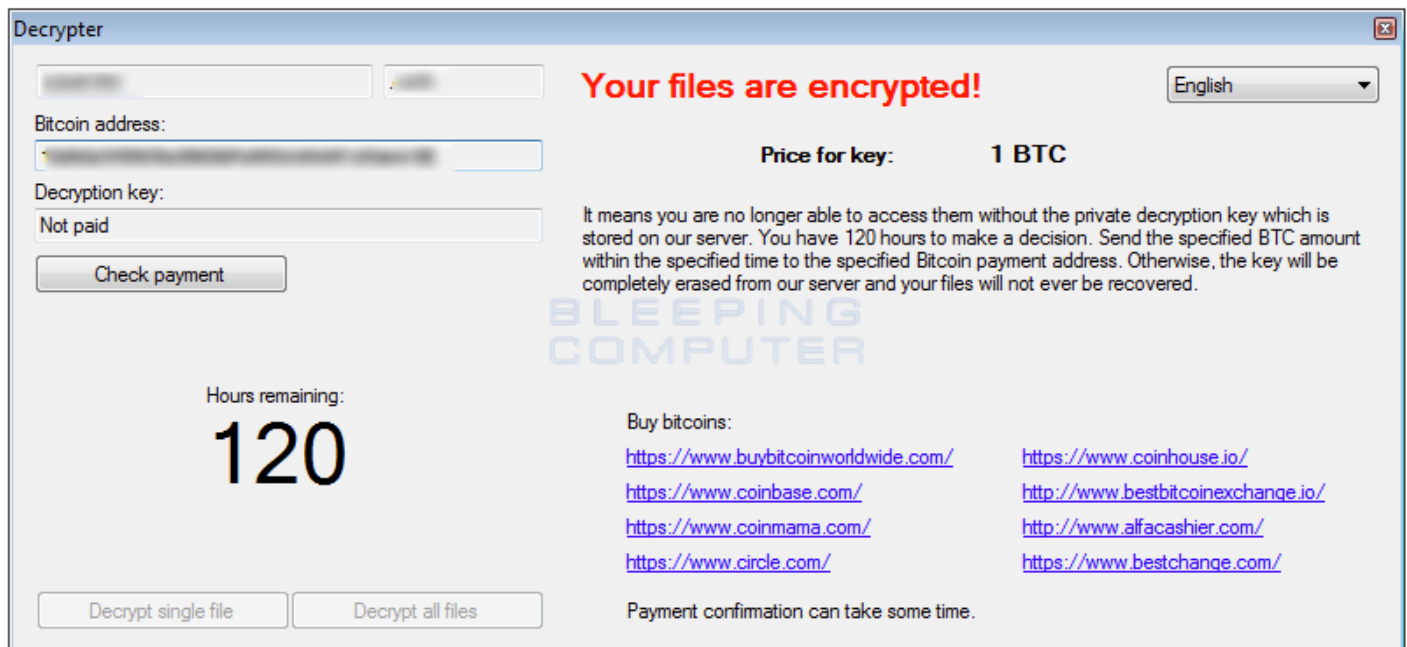 Decrypter
Your files are encrypted!
English
Bitcoin address:
Price for key: 1 BTC
Decryption key:
Not paid
Check payment
It means you are no longer able to access them without the private decryption key which is
stored on our server. You have 120 hours to make a decision. Send the specified BTC amount
within the specified time to the specified Bitcoin payment address. Otherwise, the key will be
completely erased from our server and your files will not ever be recovered.
BLEEPING
COMPUTER
Hours remaining:
120
Buy bitcoins:
https://www.buybitcoinworldwide.com/ https://www.coinhouse.io/
https://www.coinbase.com/ http://www.bestbitcoinexchange.io/
https://www.coinmama.com/ http://www.alfacashier.com/
https://www.circle.com/ https://www.bestchange.com/
Decrypt single file Decrypt all files
Payment confirmation can take some time.